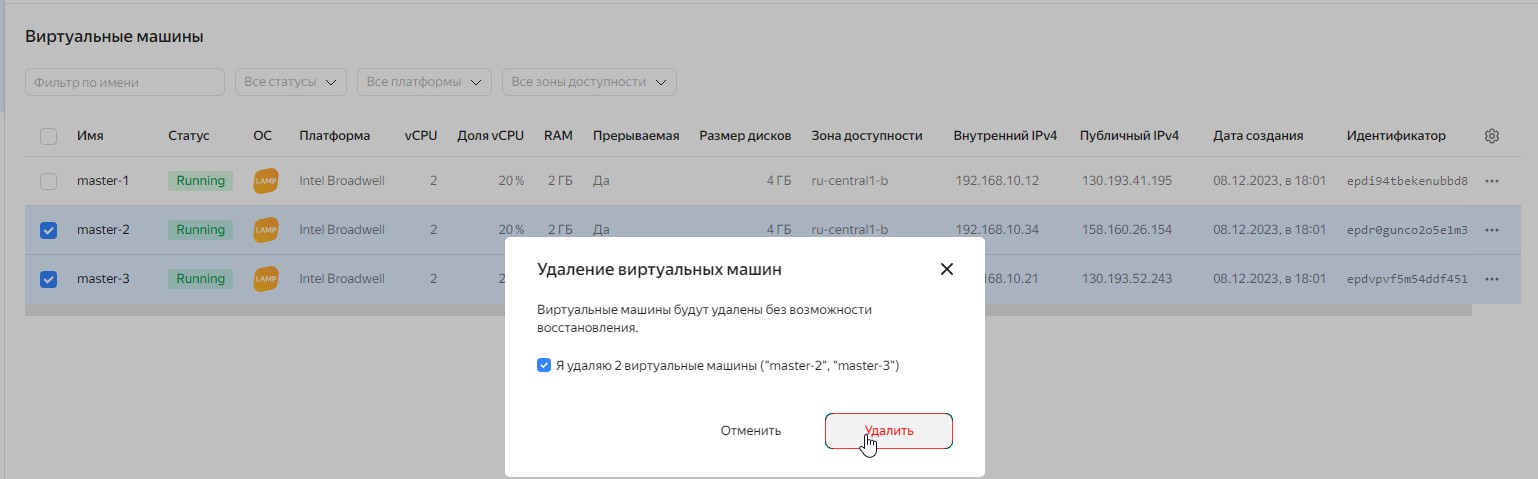 Виртуальные машины
Фильтр по имени Все статусы Все платформы Все зоны доступности
Имя Статус ОС Платформа vCPU Доля vCPU RAM Прерываемая Размер дисков Зона доступности Внутренний IPv4 Публичный IPv4 Дата создания Идентификатор
master-1 Running LAMP Intel Broadwell 2 20 % 2 ГБ Да 4 ГБ ru-central1-b 192.168.10.12 130.193.41.195 08.12.2023, в 18:01 epdi94tbekenubbd8
master-2 Running LAMP Intel Broadwell 2 20 % 2 ГБ Да 4 ГБ ru-central1-b 192.168.10.34 158.160.26.154 08.12.2023, в 18:01 epdr0gunco2o5e1m3
master-3 Running LAMP Intel Broadwell 2 2 168.10.21 130.193.52.243 08.12.2023, в 18:01 epdvpvf5m54ddf451
Удаление виртуальных машин
Виртуальные машины будут удалены без возможности
восстановления.
Я удаляю 2 виртуальные машины ("master-2", "master-3")
Отменить Удалить